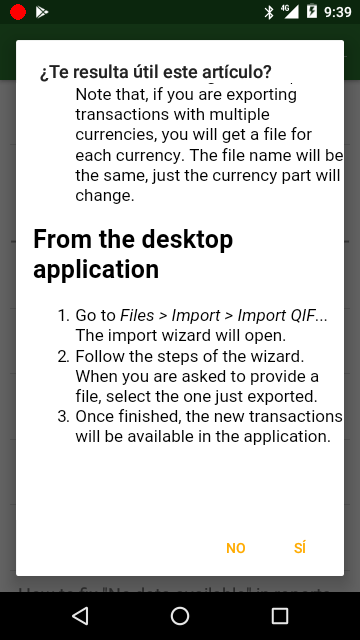 4G 9:39
¿Te resulta útil este artículo?
Note that, if you are exporting
transactions with multiple
currencies, you will get a file for
each currency. The file name will be
the same, just the currency part will
change.
From the desktop
application
1. Go to Files > Import > Import QIF...
The import wizard will open.
2. Follow the steps of the wizard.
When you are asked to provide a
file, select the one just exported.
3. Once finished, the new transactions
will be available in the application.
NO SÍ